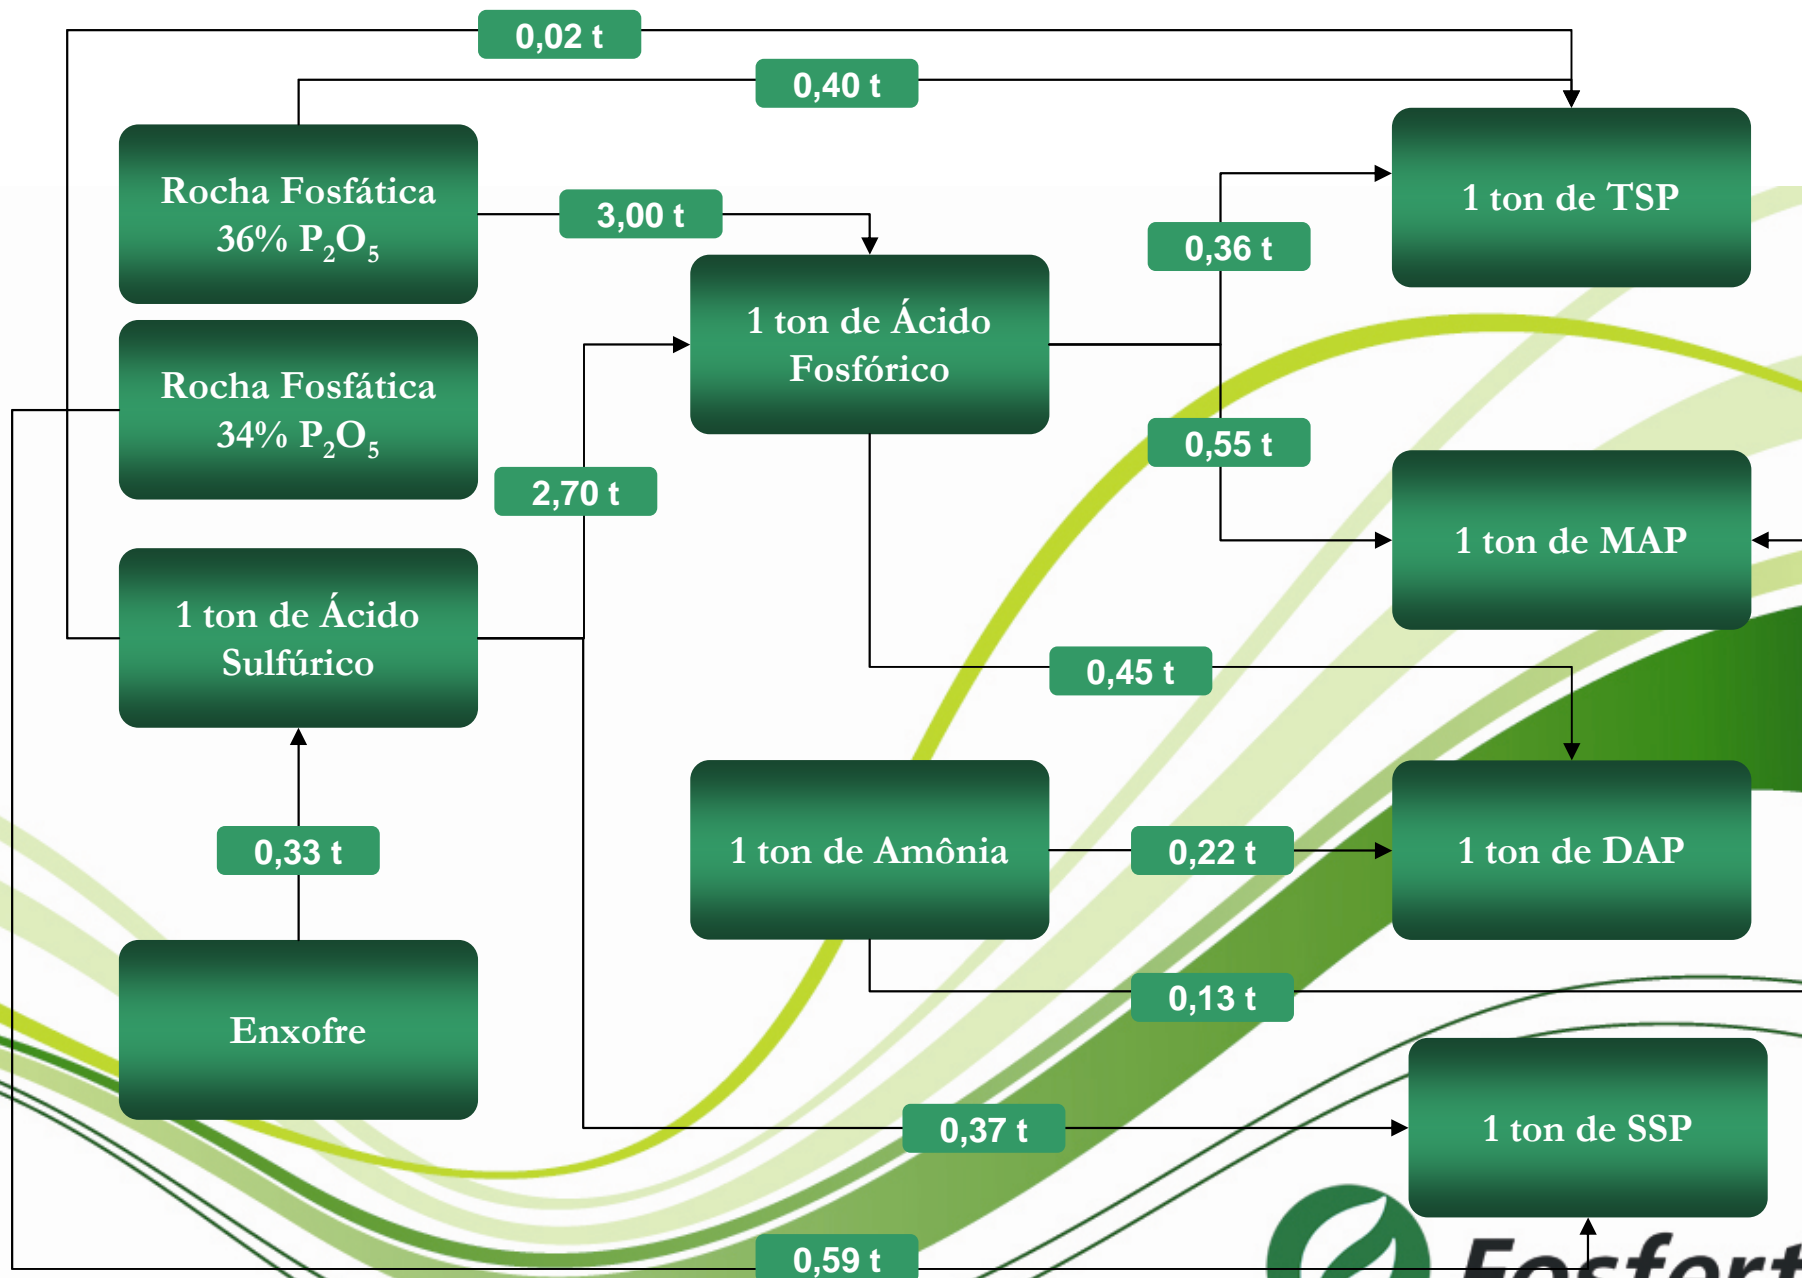 0,02 t
0,40 t
Rocha Fosfática
36% P₂O₅
3,00 t
1 ton de TSP
0,36 t
1 ton de Ácido
Fosfórico
Rocha Fosfática
34% P₂O₅
0,55 t
2,70 t
1 ton de MAP
1 ton de Ácido
Sulfúrico
0,45 t
0,33 t
1 ton de Amônia
0,22 t
1 ton de DAP
0,13 t
Enxofre
0,37 t
1 ton de SSP
0,59 t